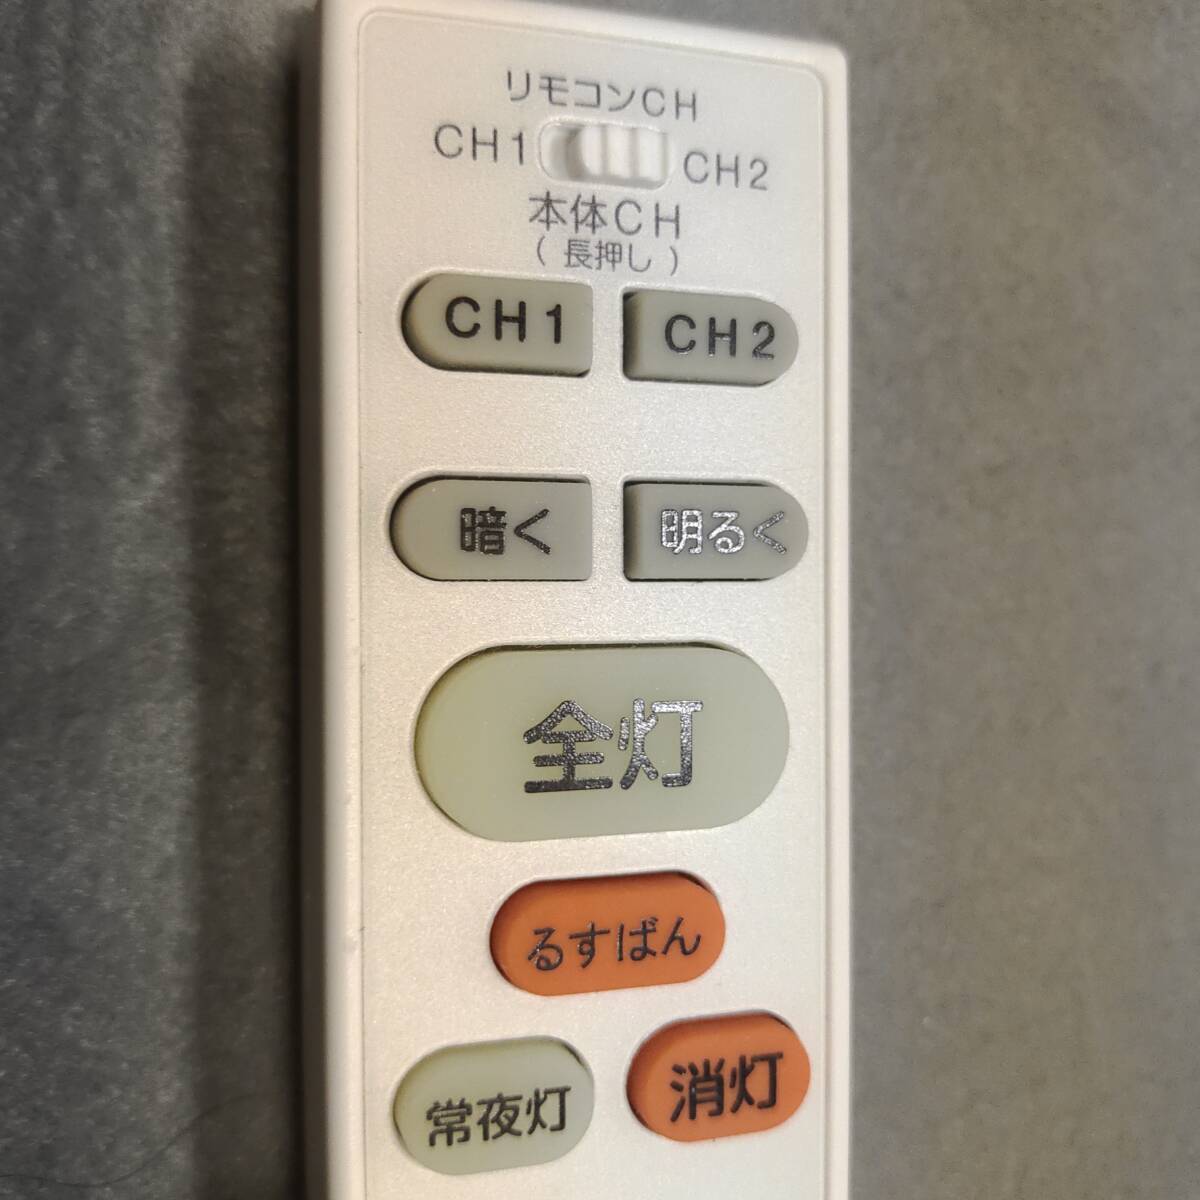 リモコンCH
CH1 CH2
本体CH
(長押し)
CH1 CH2
暗く 明るく
全灯
るすばん
常夜灯 消灯